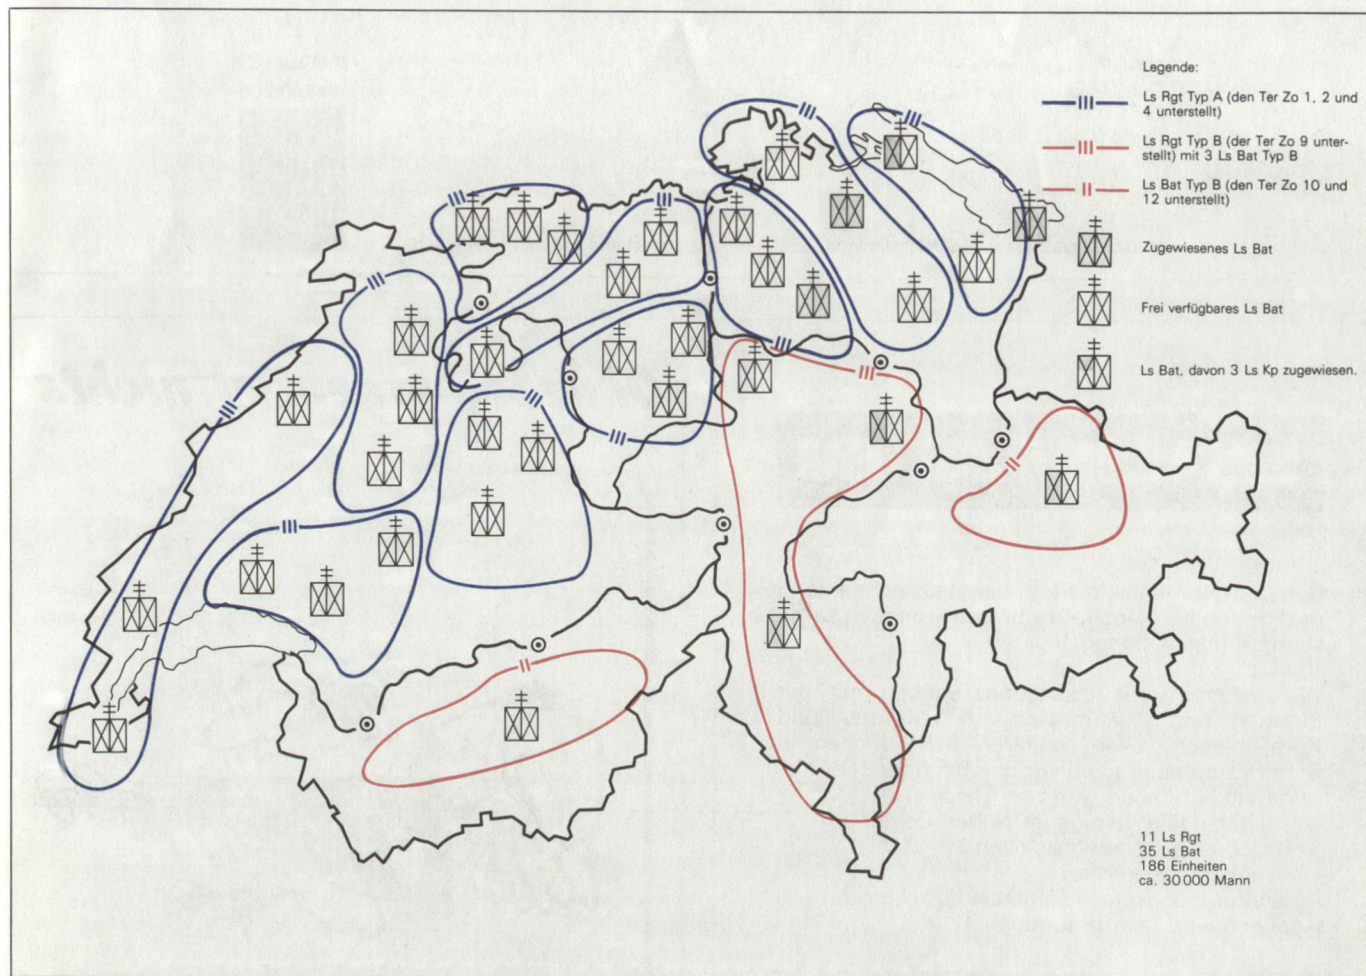 Legende:
Ls Rgt Typ A (den Ter Zo 1, 2 und
4 unterstellt)
Ls Rgt Typ B (der Ter Zo 9 unter-
stellt) mit 3 Ls Bat Typ B
Ls Bat Typ B (den Ter Zo 10 und
12 unterstellt)
Zugewiesenes Ls Bat
Frei verfügbares Ls Bat
Ls Bat, davon 3 Ls Kp zugewiesen.
11 Ls Rgt
35 Ls Bat
186 Einheiten
ca. 30 000 Mann